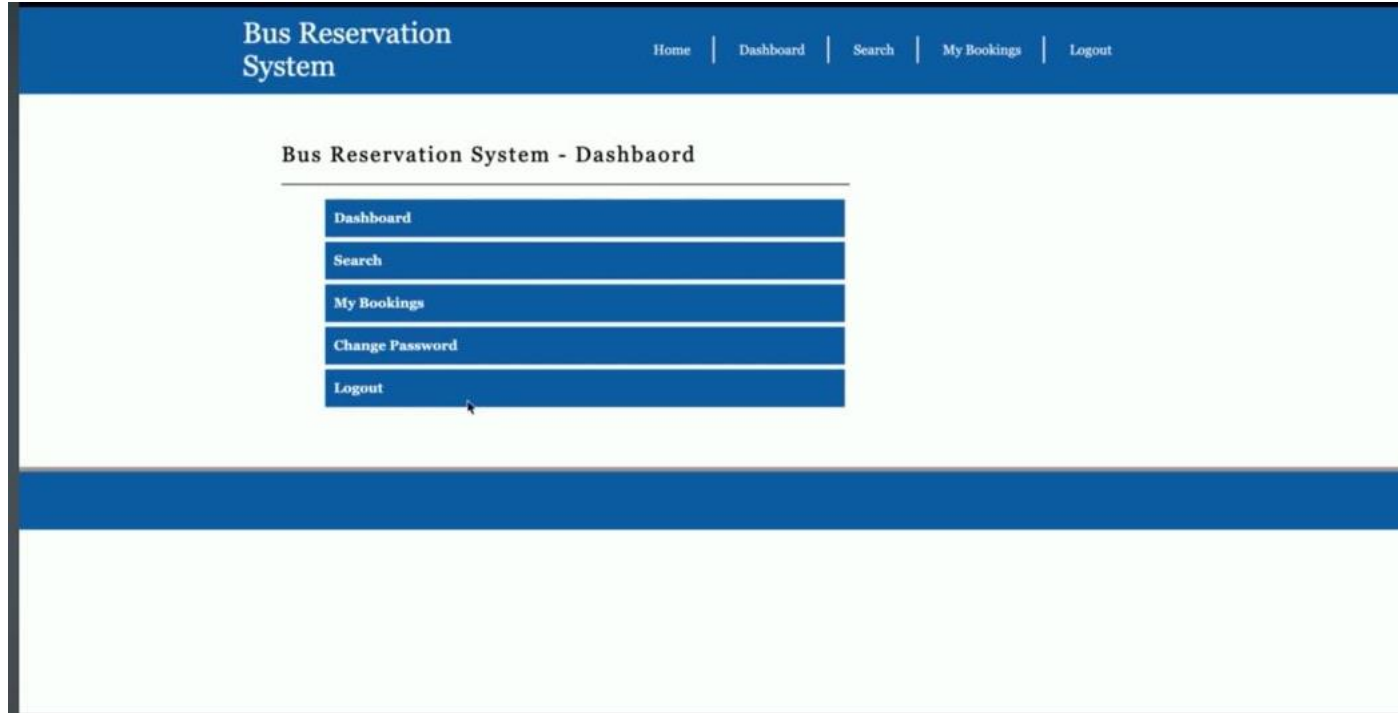 Bus Reservation
System
Home | Dashboard | Search | My Bookings | Logout
Bus Reservation System - Dashbaord
Dashboard
Search
My Bookings
Change Password
Logout